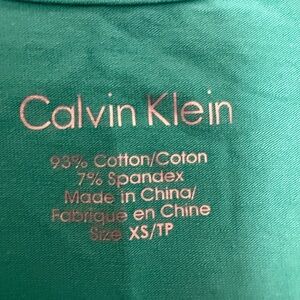 Calvin Klein
93% Cotton/Coton
7% Spandex
Made in China/
Fabriqué en Chine
Size XS/TP